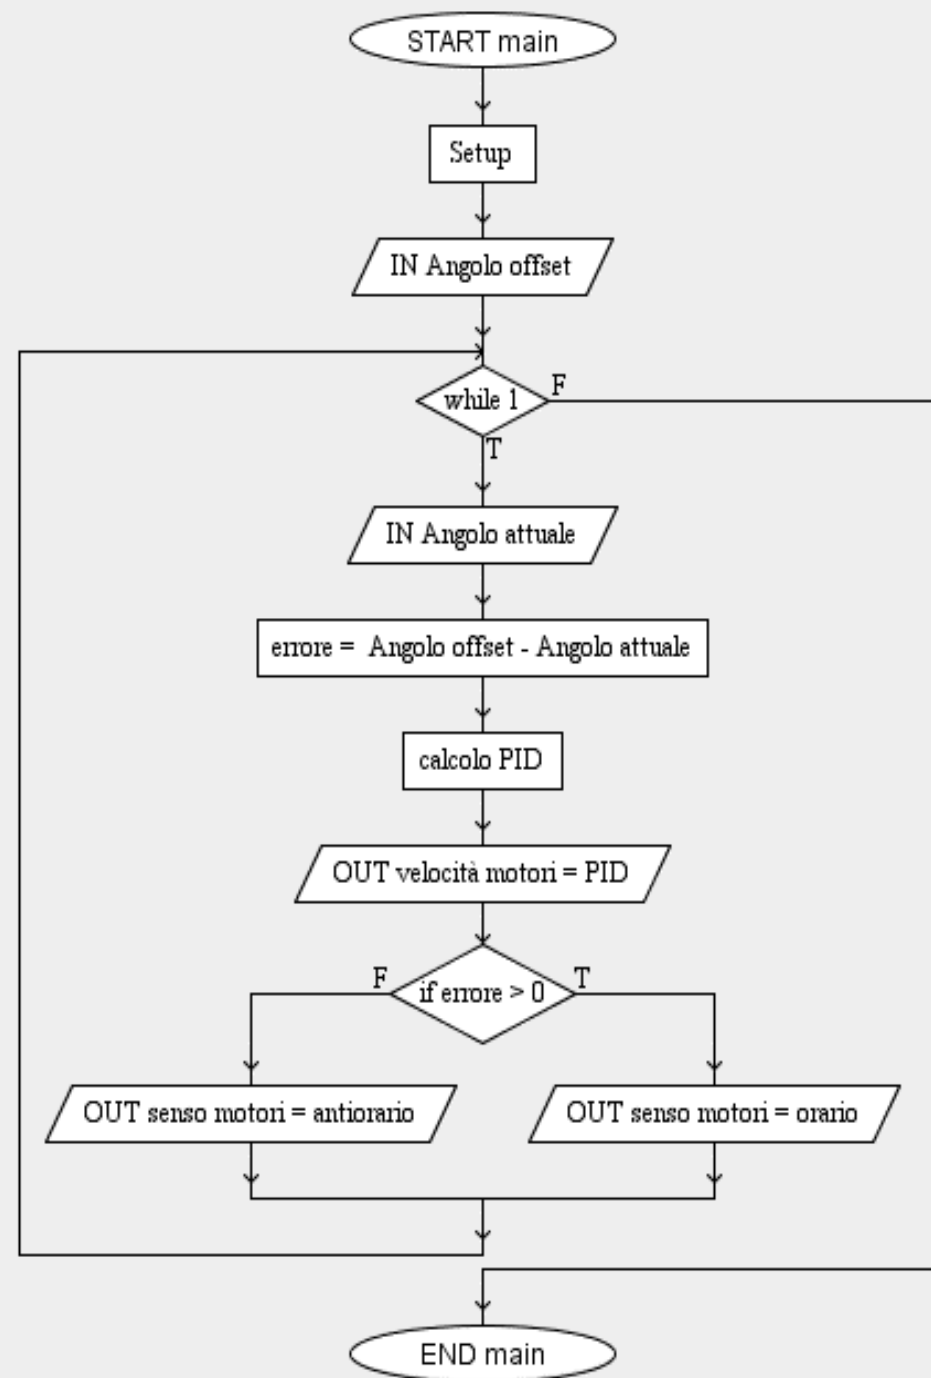 START main
Setup
IN Angolo offset
while 1
F
T
IN Angolo attuale
errore = Angolo offset - Angolo attuale
calcolo PID
OUT velocità motori = PID
F
if errore > 0
T
OUT senso motori = antiorario
OUT senso motori = orario
END main